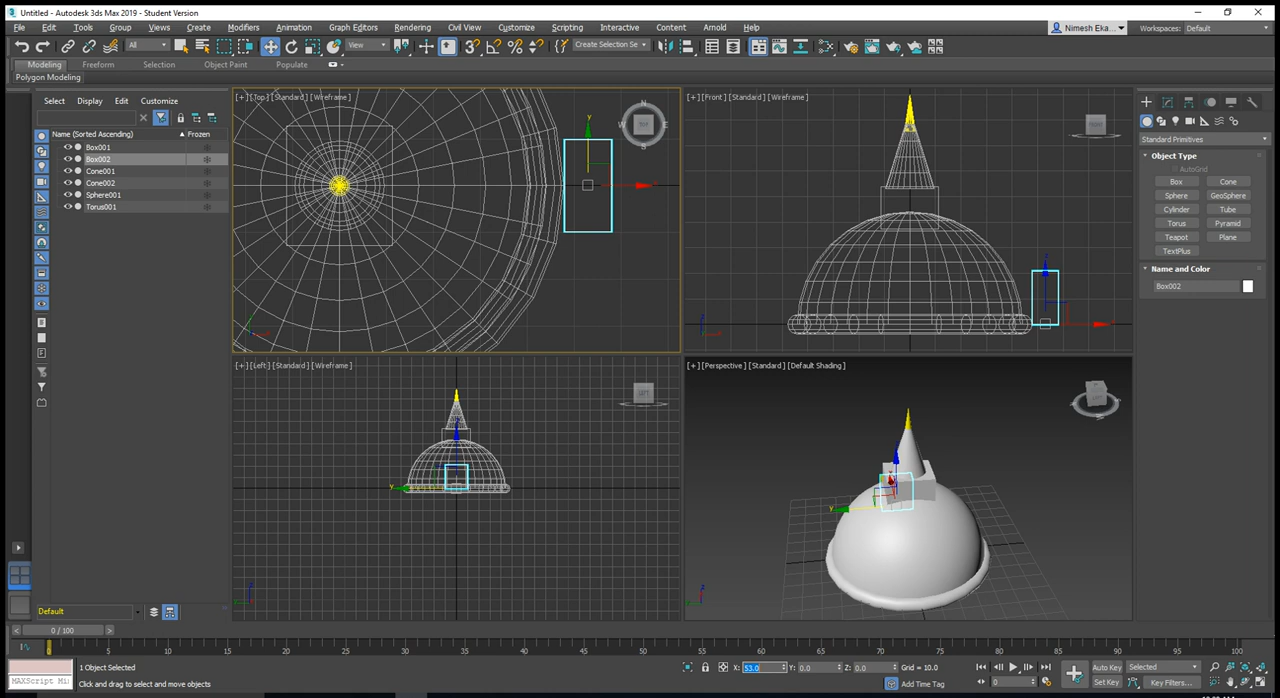 Untitled - Autodesk 3ds Max 2019 - Student Version
File Edit Tools Group Views Create Modifiers Animation Graph Editors Rendering Civil View Customize Scripting Interactive Content Arnold Help
Nimesh Eka... Workspaces: Default
All View Create Selection Se
Modeling Freeform Selection Object Paint Populate
Polygon Modeling
Select Display Edit Customize
Name (Sorted Ascending) Frozen
Box001
Box002
Cone001
Cone002
Sphere001
Torus001
[+] [Top] [Standard] [Wireframe]
[+] [Front] [Standard] [Wireframe]
[+] [Left] [Standard] [Wireframe]
[+] [Perspective] [Standard] [Default Shading]
Standard Primitives
Object Type
AutoGrid
Box Cone
Sphere GeoSphere
Cylinder Tube
Torus Pyramid
Teapot Plane
TextPlus
Name and Color
Box002
Default
< 0 / 100 >
0 5 10 15 20 25 30 35 40 45 50 55 60 65 70 75 80 85 90 95 100
1 Object Selected X: 53.0 Y: 0.0 Z: 0.0 Grid = 10.0 Auto Key Selected
MAXScript Mi: Click and drag to select and move objects Add Time Tag 0 Set Key Key Filters...